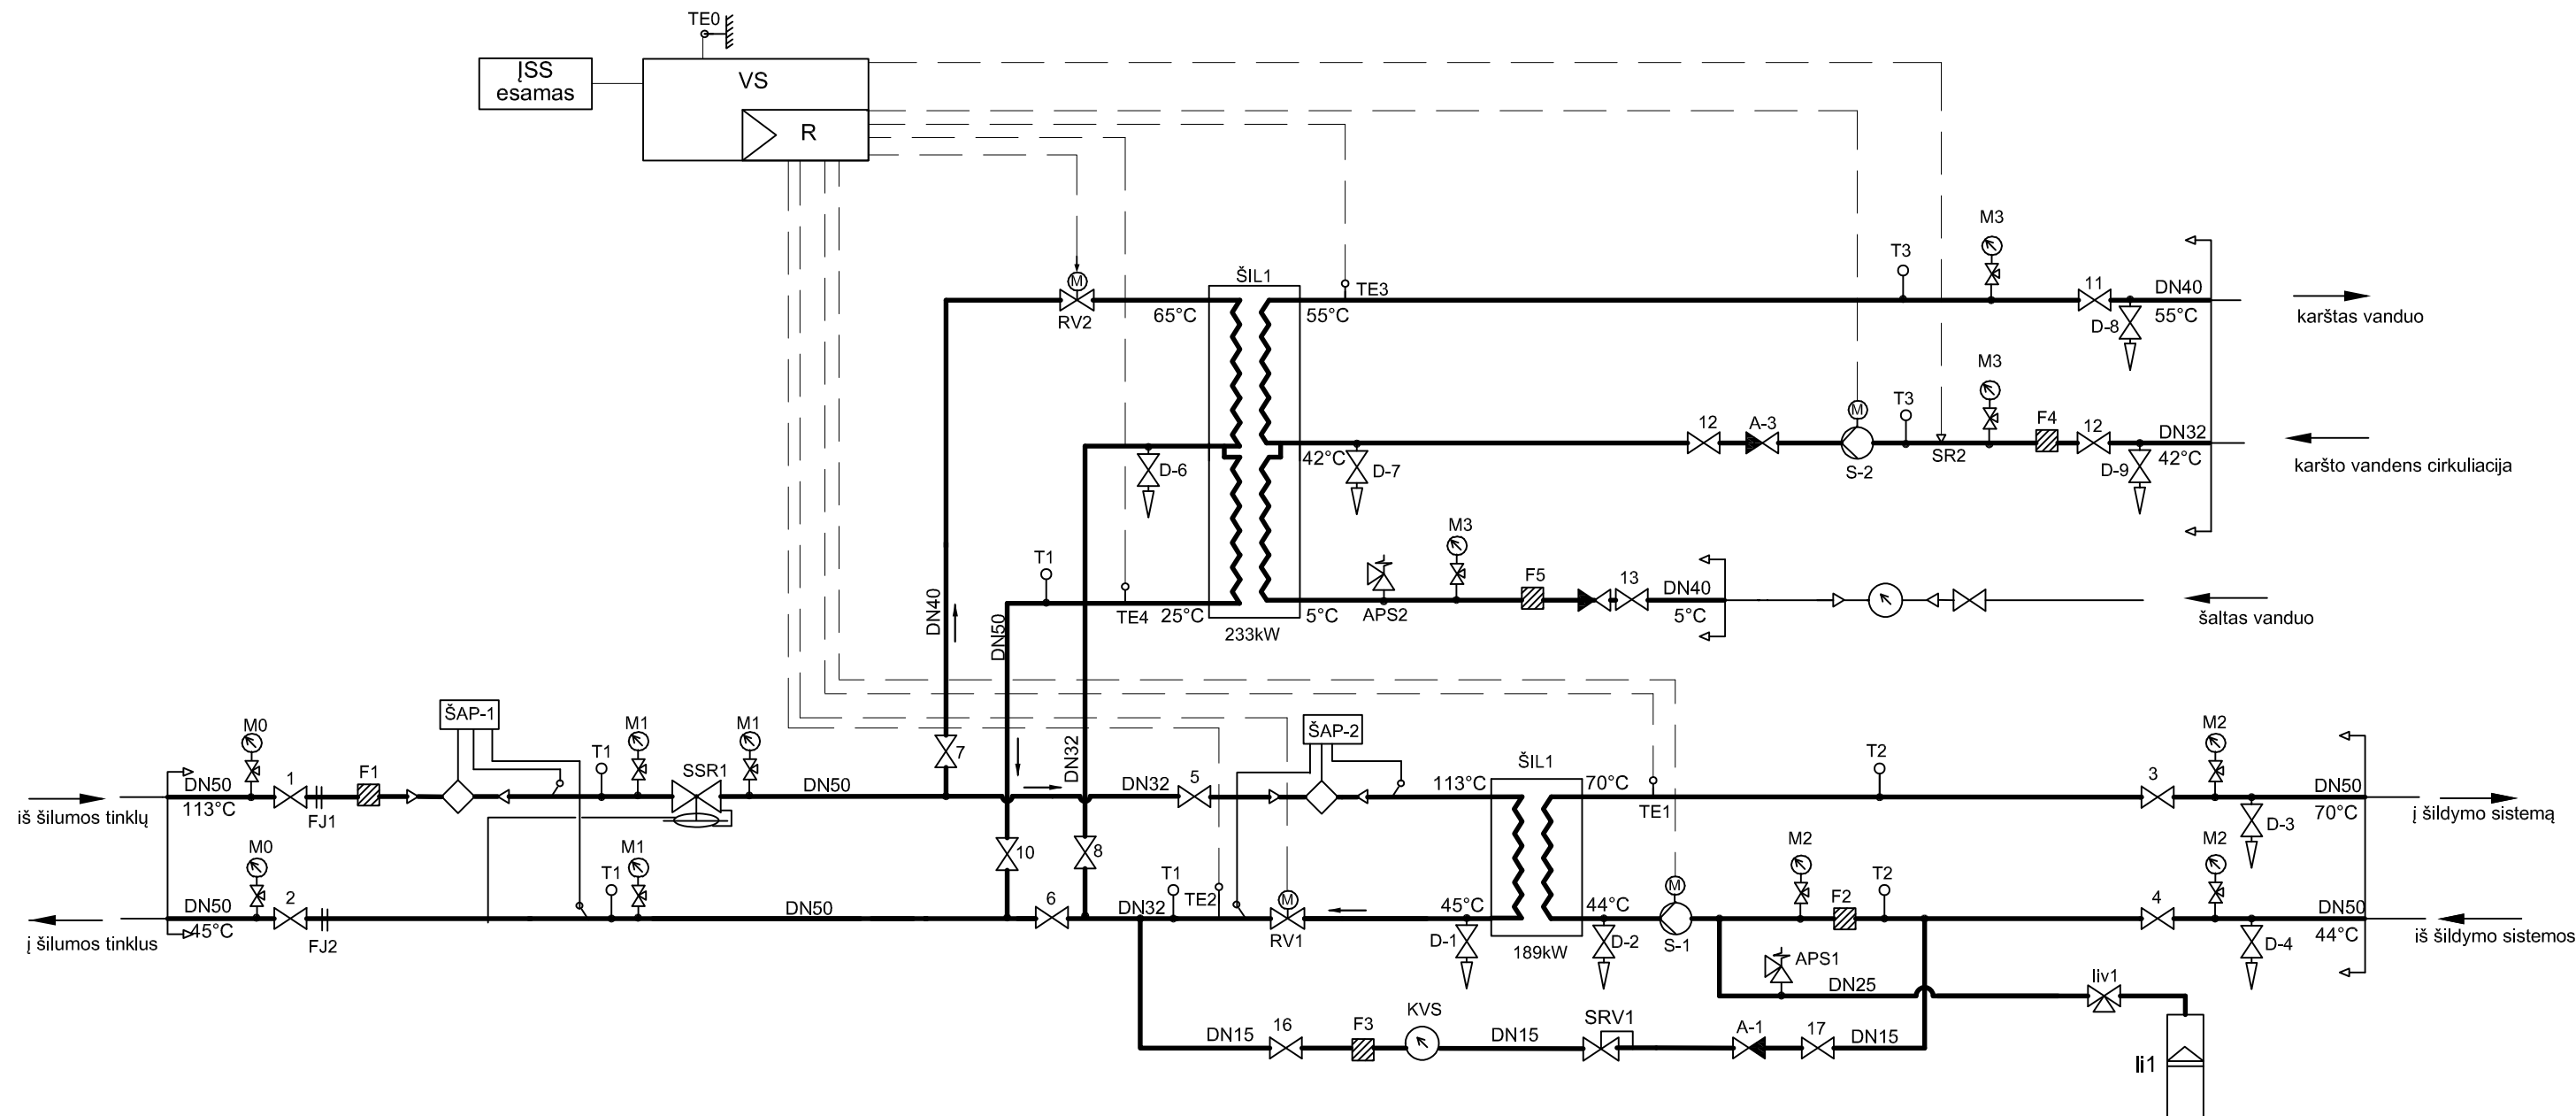 TE0
ĮSS
esamas
VS
R
M3
T3
11
DN40
ŠIL1
TE3
RV2
65°C
55°C
D-8
55°C
karštas vanduo
M3
T3
12
A-3
M
F4
12
DN32
D-6
42°C
D-7
S-2
SR2
D-9
42°C
karšto vandens cirkuliacija
M
M3
T1
F5
13
DN40
DN40
DN50
TE4
25°C
5°C
APS2
5°C
šaltas vanduo
233kW
ŠAP-1
M0
M1
M1
T1
SSR1
7
DN32
ŠAP-2
ŠIL1
T2
M2
3
DN50
1
F1
DN50
DN50
DN32
5
113°C
70°C
DN50
113°C
FJ1
iš šilumos tinklų
TE1
D-3
70°C
į šildymo sistemą
M0
T1
M1
10
8
M2
T2
M2
2
DN50
DN50
6
DN32
T1
TE2
M
45°C
44°C
M
F2
4
DN50
45°C
FJ2
į šilumos tinklus
RV1
D-1
D-2
S-1
D-4
44°C
iš šildymo sistemos
189kW
APS1
DN25
Iiv1
DN15
16
F3
KVS
DN15
SRV1
A-1
17
DN15
Ii1